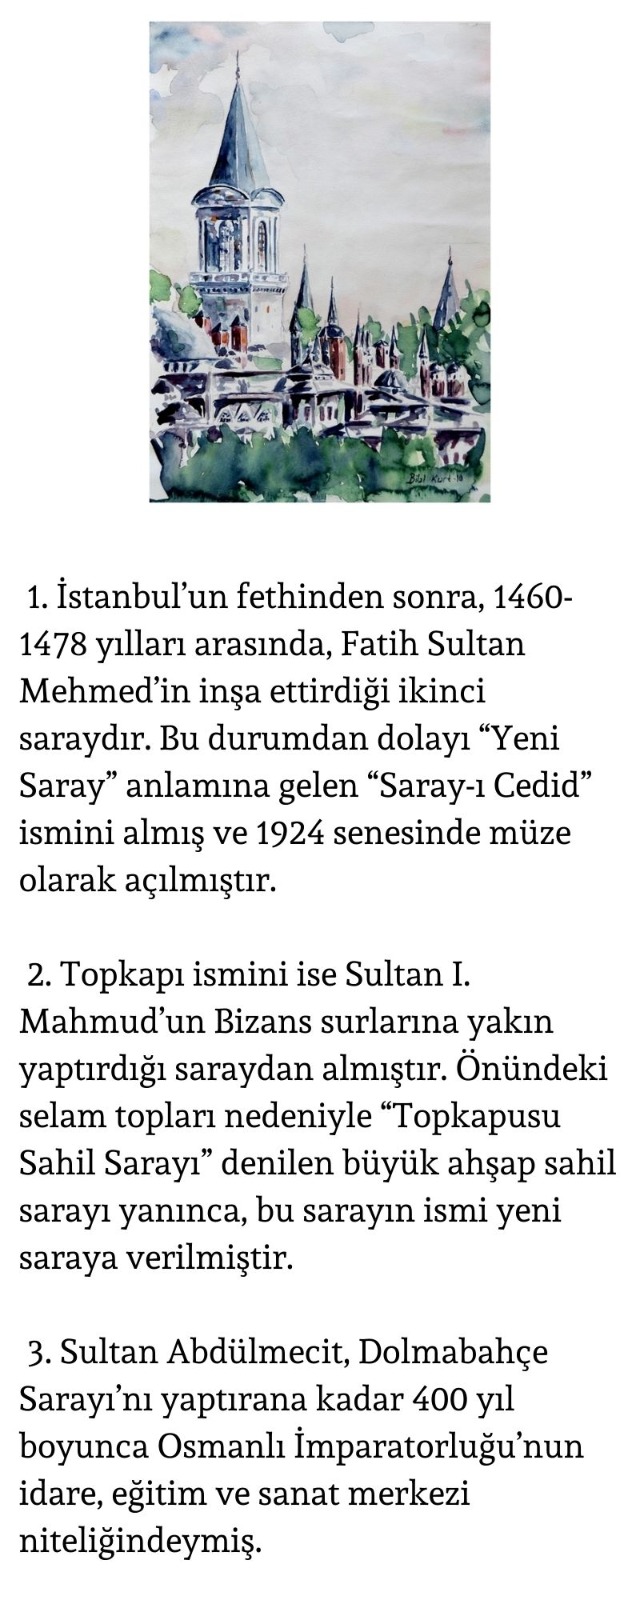 Bilal Kurt 18
1. İstanbul’un fethinden sonra, 1460-
1478 yılları arasında, Fatih Sultan
Mehmed’in inşa ettirdiği ikinci
saraydır. Bu durumdan dolayı “Yeni
Saray” anlamına gelen “Saray-ı Cedid”
ismini almış ve 1924 senesinde müze
olarak açılmıştır.
2. Topkapı ismini ise Sultan I.
Mahmud’un Bizans surlarına yakın
yaptırdığı saraydan almıştır. Önündeki
selam topları nedeniyle “Topkapusu
Sahil Sarayı” denilen büyük ahşap sahil
sarayı yanınca, bu sarayın ismi yeni
saraya verilmiştir.
3. Sultan Abdülmecit, Dolmabahçe
Sarayı’nı yaptırana kadar 400 yıl
boyunca Osmanlı İmparatorluğu’nun
idare, eğitim ve sanat merkezi
niteliğindeymiş.